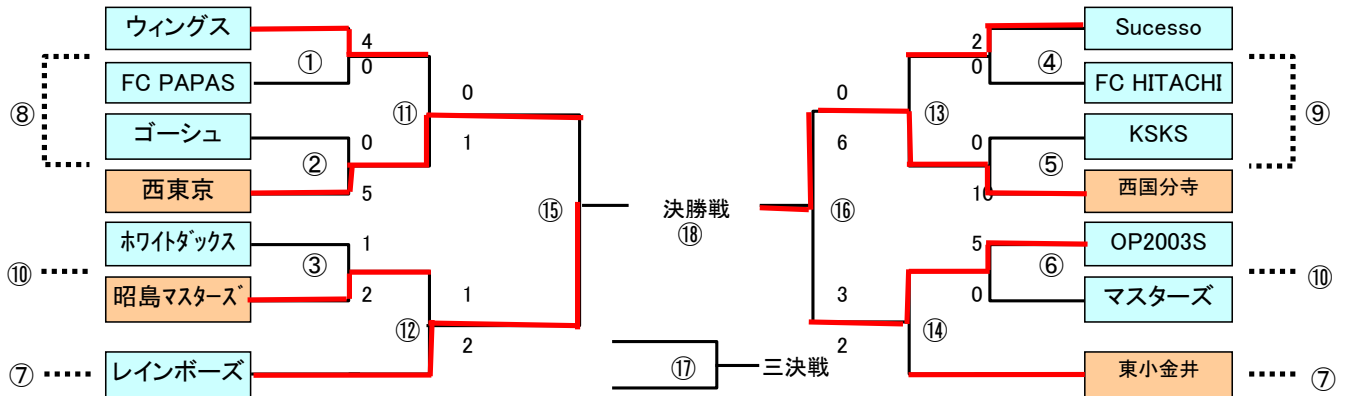 ウィングス
4
①
0
FC PAPAS
⑧
ゴーシュ
0
②
西東京
5
⑪
0
1
ホワイトダックス
1
③
⑩
昭島マスターズ
2
⑫
1
2
⑦
レインボーズ
⑮
決勝戦
⑱
⑰
三決戦
⑯
0
6
3
2
⑬
⑭
2
Sucesso
④
0
FC HITACHI
⑨
0
KSKS
⑤
10
西国分寺
5
OP2003S
⑥
⑩
0
マスターズ
東小金井
⑦